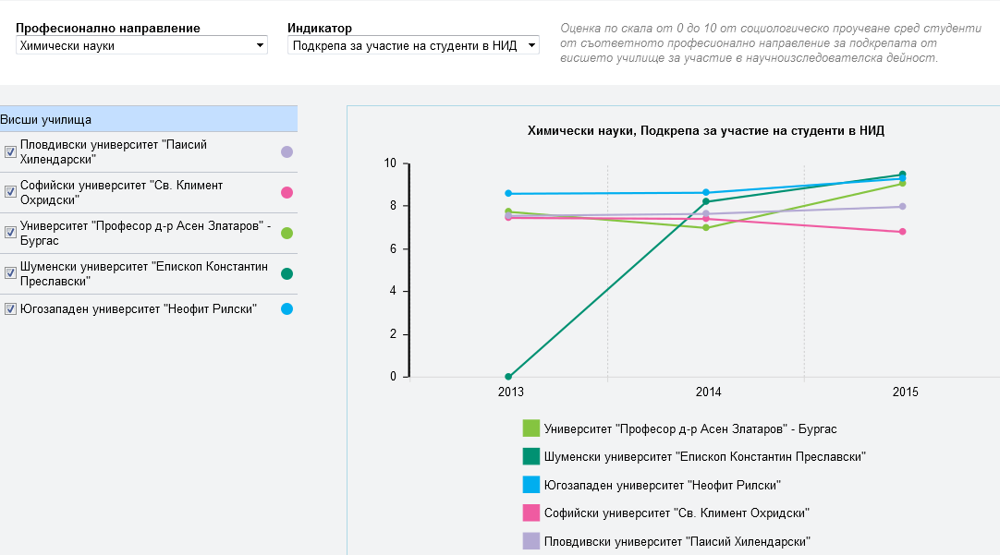 Професионално направление
Химически науки
Индикатор
Подкрепа за участие на студенти в НИД
Оценка по скала от 0 до 10 от социологическо проучване сред студенти
от съответното професионално направление за подкрепата от
висшето училище за участие в научноизследователска дейност.
Висши училища
Пловдивски университет "Паисий
Хилендарски"
Софийски университет "Св. Климент
Охридски"
Университет "Професор д-р Асен Златаров" -
Бургас
Шуменски университет "Епископ Константин
Преславски"
Югозападен университет "Неофит Рилски"
Химически науки, Подкрепа за участие на студенти в НИД
10
8
6
4
2
0
2013 2014 2015
Университет "Професор д-р Асен Златаров" - Бургас
Шуменски университет "Епископ Константин Преславски"
Югозападен университет "Неофит Рилски"
Софийски университет "Св. Климент Охридски"
Пловдивски университет "Паисий Хилендарски"